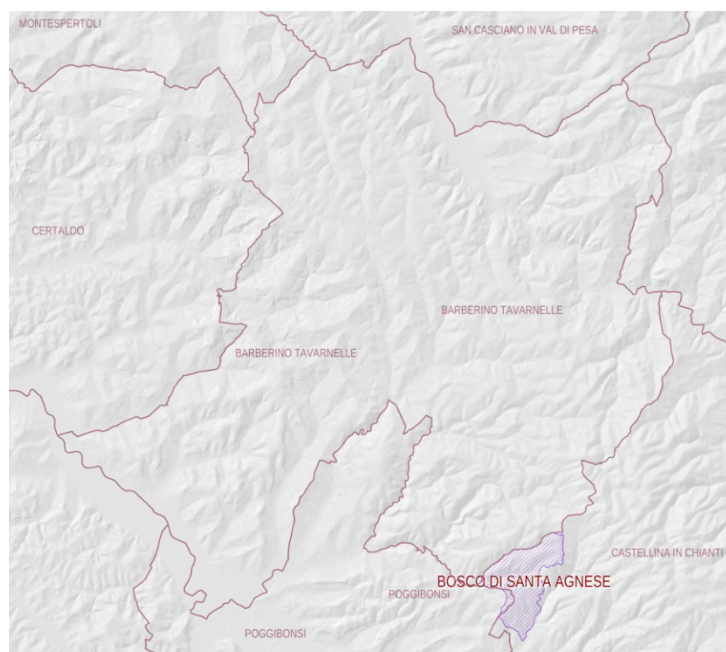 MONTESPERTOLI
SAN CASCIANO IN VAL DI PESA
CERTALDO
BARBERINO TAVARNELLE
BARBERINO TAVARNELLE
CASTELLINA IN CHIANTI
BOSCO DI SANTA AGNESE
POGGIBONSI
POGGIBONSI